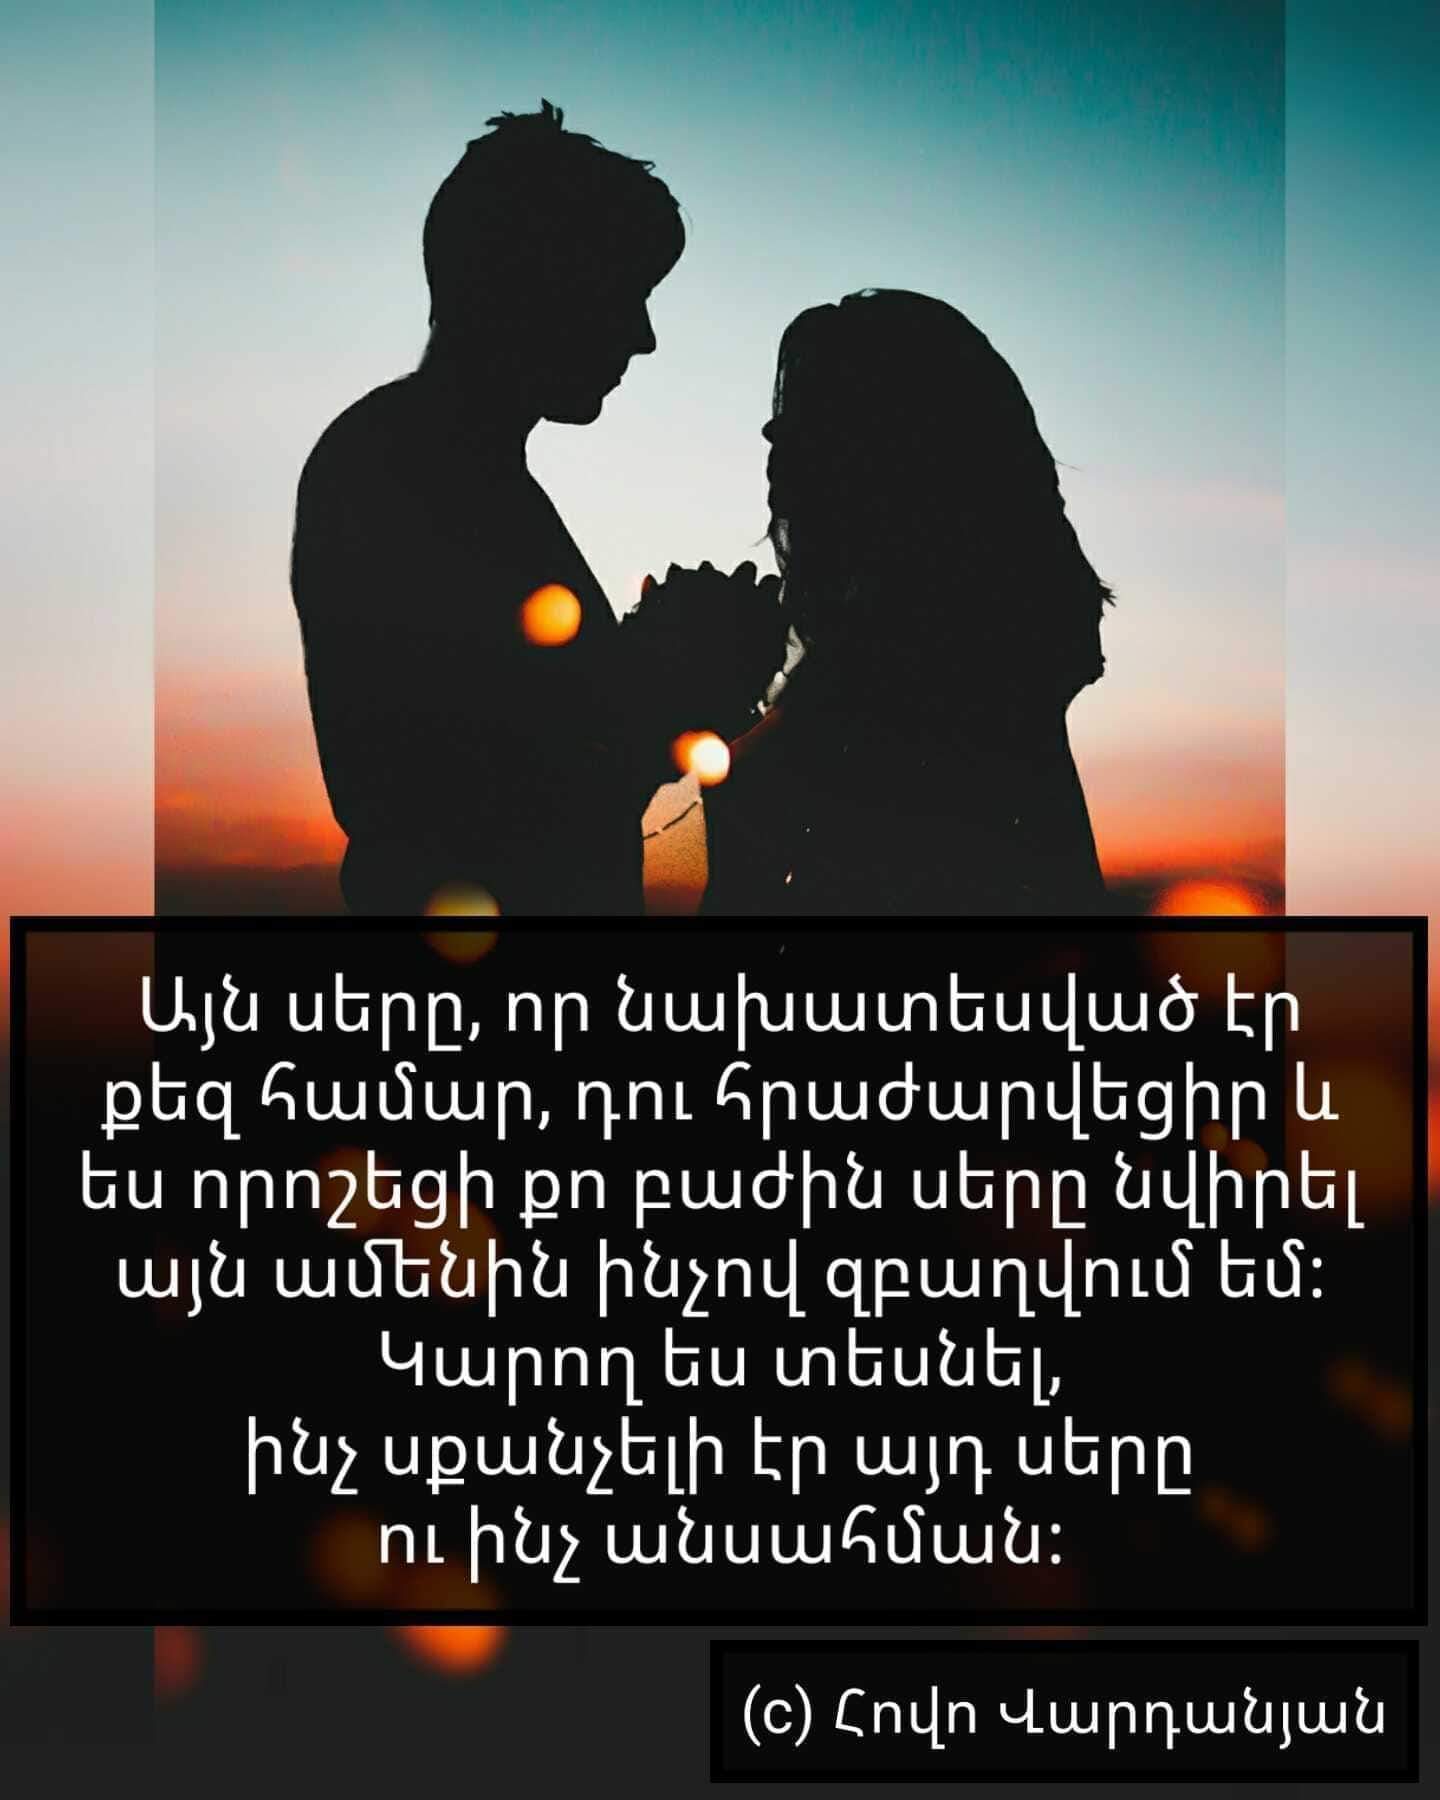 Այն սերը, որ նախատեսված էր
քեզ համար, դու հրաժարվեցիր և
ես որոշեցի քո բաժին սերը նվիրել
այն ամենին ինչով զբաղվում եմ:
Կարող ես տեսնել,
ինչ սքանչելի էր այդ սերը
ու ինչ անսահման:
(c) Հովո Վարդանյան